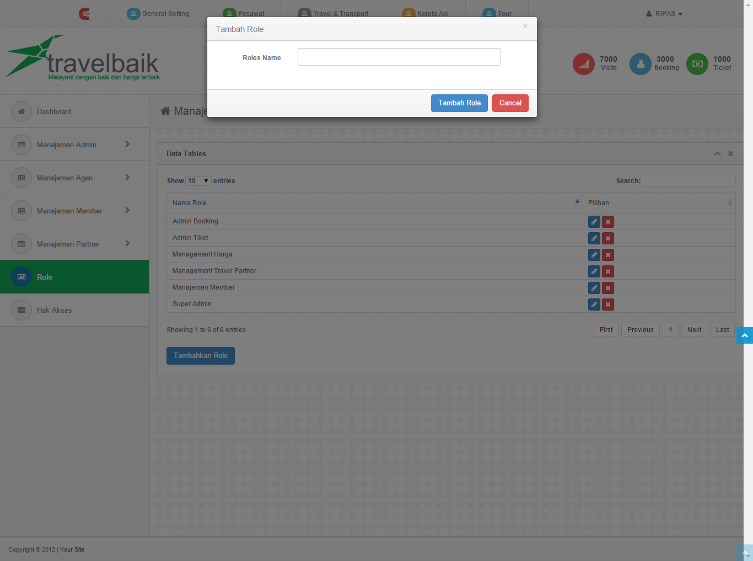 General Setting
Pesawat
Travel & Transport
Kereta Api
Tour
RIPAS
Tambah Role
×
Roles Name
Tambah Role
Cancel
travelbaik
Melayani dengan baik dan harga terbaik
7000
Visits
3000
Booking
1000
Ticket
Dashboard
Manajemen Admin
Manajemen Agen
Manajemen Member
Manajemen Partner
Role
Hak Akses
Manaje
Data Tables
Show 10 entries
Search:
Nama Role
Pilihan
Admin Booking
Admin Tiket
Management Harga
Management Travel Partner
Manajemen Member
Super Admin
Showing 1 to 6 of 6 entries
First
Previous
1
Next
Last
Tambahkan Role
Copyright © 2012 | Your Site